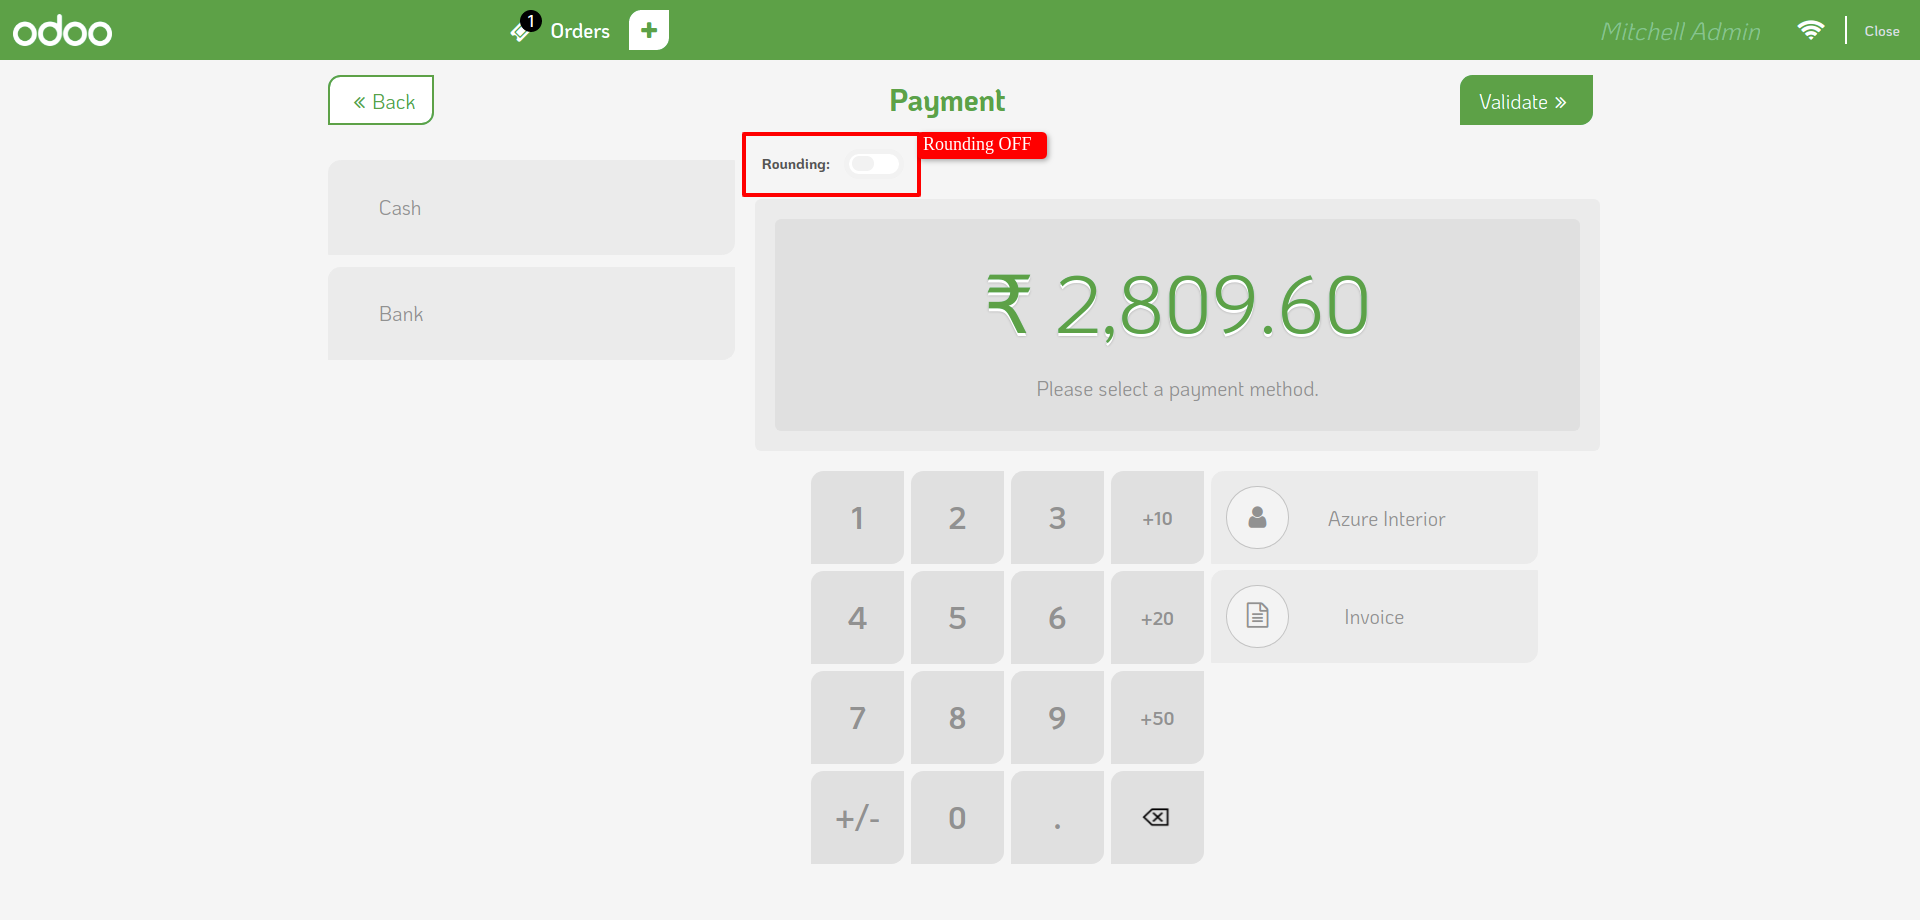 odoo
1
Orders
+
Mitchell Admin
Close
« Back
Payment
Validate »
Rounding:
Rounding OFF
Cash
Bank
₹ 2,809.60
Please select a payment method.
1 2 3 +10
Azure Interior
4 5 6 +20
Invoice
7 8 9 +50
+/- 0 .